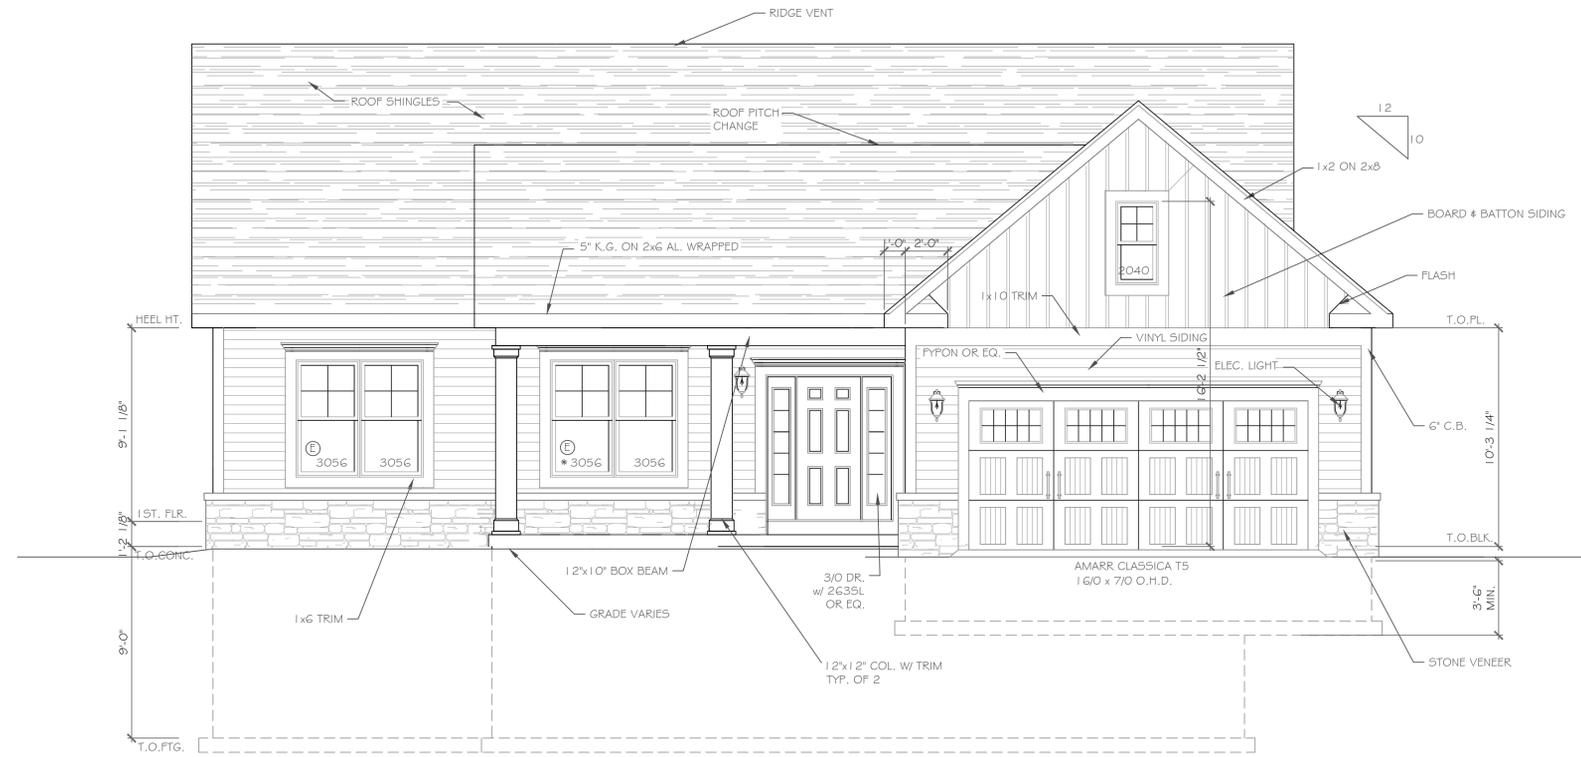 RIDGE VENT
ROOF SHINGLES
ROOF PITCH
CHANGE
12
10
1x2 ON 2x8
BOARD & BATTON SIDING
5" K.G. ON 2x6 AL. WRAPPED
1'-0" 2'-0"
2040
FLASH
1x10 TRIM
HEEL HT.
T.O.PL.
VINYL SIDING
FYPON OR EQ.
ELEC. LIGHT
16'-2 1/2"
6" C.B.
9'-1 1/8"
10'-3 1/4"
E
3056
3056
E
* 3056
3056
1ST. FLR.
1'-2 1/8"
T.O.CONC.
T.O.BLK.
12"x10" BOX BEAM
3/0 DR.
w/ 263SL
OR EQ.
AMARR CLASSICA T5
16/0 x 7/0 O.H.D.
3'-6"
MIN.
1x6 TRIM
GRADE VARIES
9'-0"
12"x12" COL. W/ TRIM
TYP. OF 2
STONE VENEER
T.O.FTG.